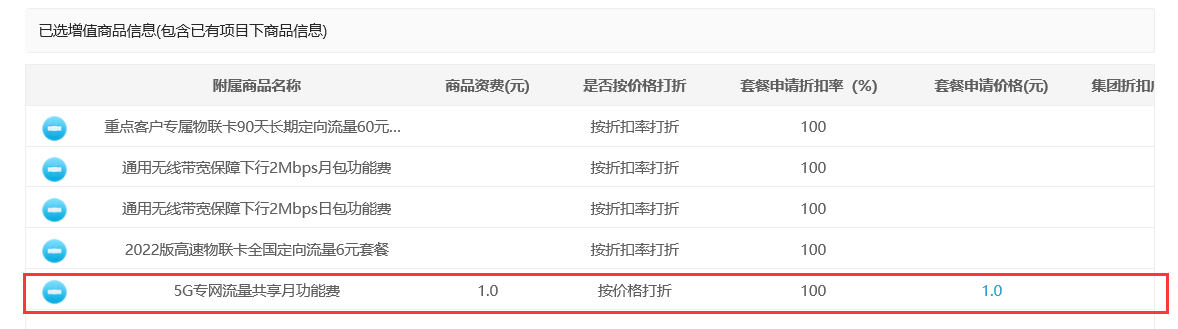 已选增值商品信息(包含已有项目下商品信息)
附属商品名称 商品资费(元) 是否按价格打折 套餐申请折扣率（%） 套餐申请价格(元) 集团折扣
重点客户专属物联卡90天长期定向流量60元... 按折扣率打折 100
通用无线带宽保障下行2Mbps月包功能费 按折扣率打折 100
通用无线带宽保障下行2Mbps日包功能费 按折扣率打折 100
2022版高速物联卡全国定向流量6元套餐 按折扣率打折 100
5G专网流量共享月功能费 1.0 按价格打折 100 1.0